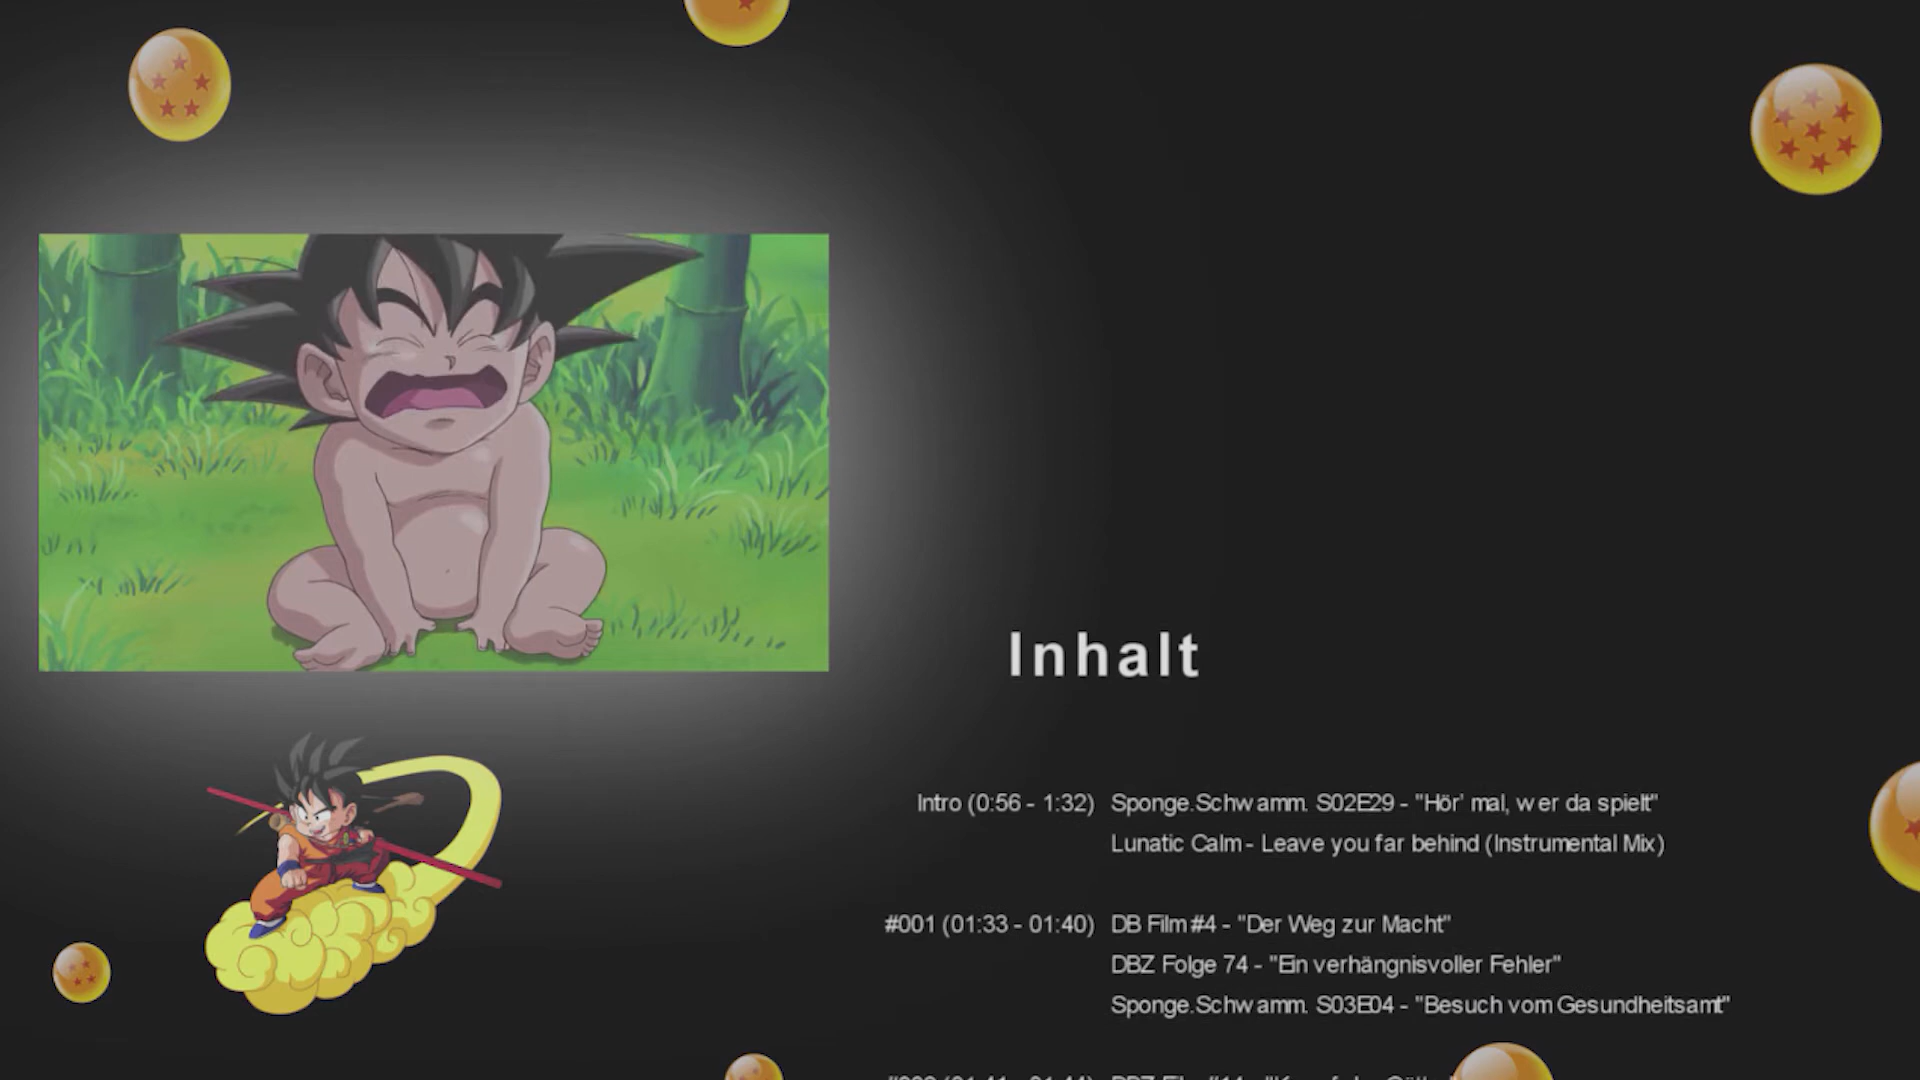 Inhalt
Intro (0:56 - 1:32) Sponge.Schwamm. S02E29 - "Hör' mal, wer da spielt"
Lunatic Calm - Leave you far behind (Instrumental Mix)
#001 (01:33 - 01:40) DB Film #4 - "Der Weg zur Macht"
DBZ Folge 74 - "Ein verhängnisvoller Fehler"
Sponge.Schwamm. S03E04 - "Besuch vom Gesundheitsamt"